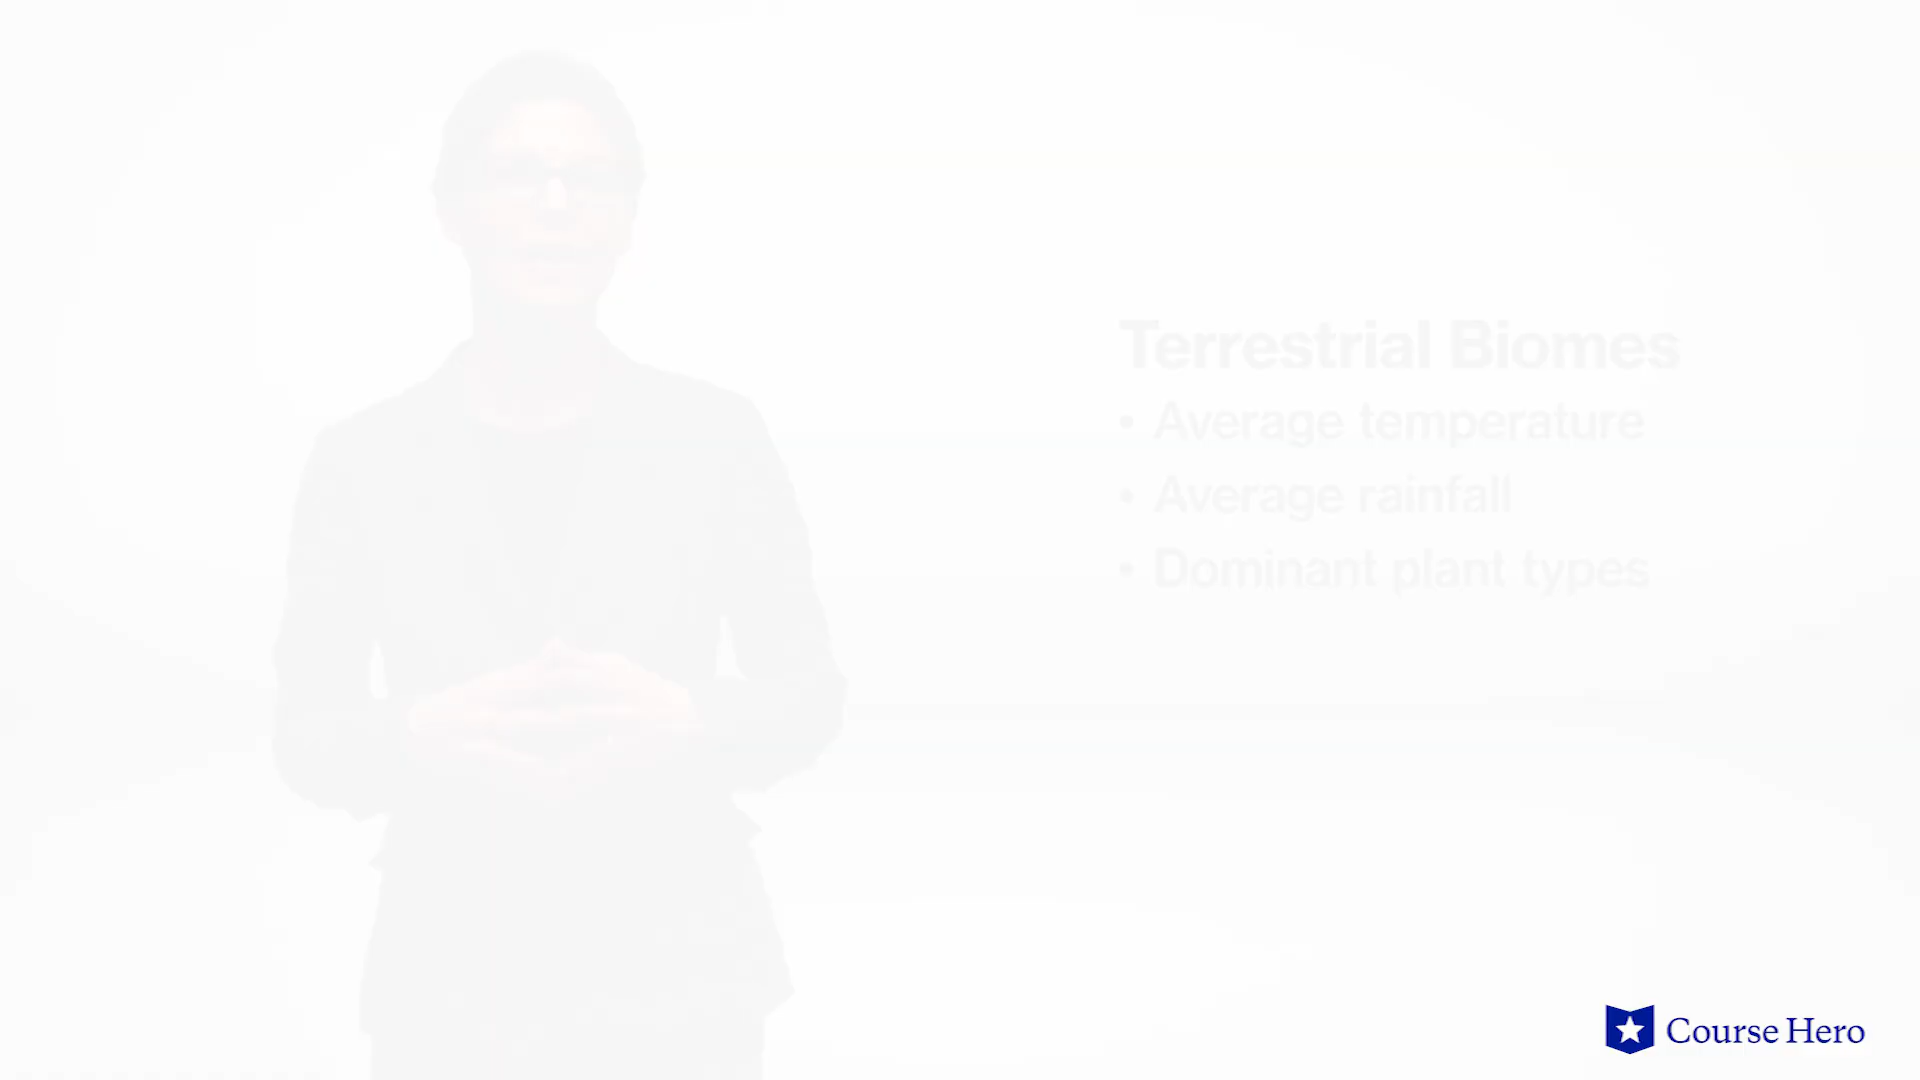 Terrestrial Biomes
• Average temperature
• Average rainfall
• Dominant plant types
Course Hero